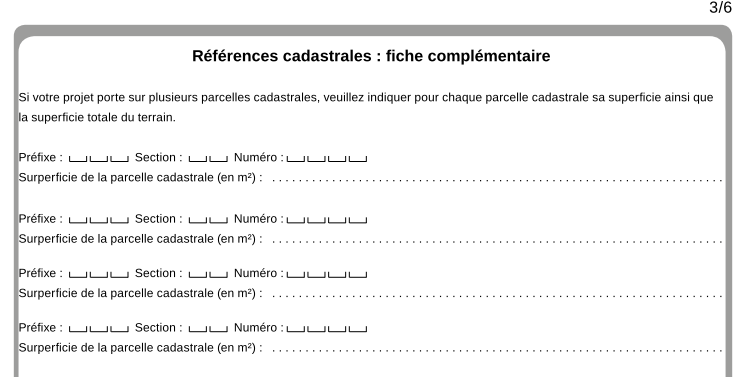 3/6
Références cadastrales : fiche complémentaire
Si votre projet porte sur plusieurs parcelles cadastrales, veuillez indiquer pour chaque parcelle cadastrale sa superficie ainsi que
la superficie totale du terrain.
Préfixe : Section : Numéro :
Surperficie de la parcelle cadastrale (en m²) : ........................................................................
Préfixe : Section : Numéro :
Surperficie de la parcelle cadastrale (en m²) : ........................................................................
Préfixe : Section : Numéro :
Surperficie de la parcelle cadastrale (en m²) : ........................................................................
Préfixe : Section : Numéro :
Surperficie de la parcelle cadastrale (en m²) : ........................................................................